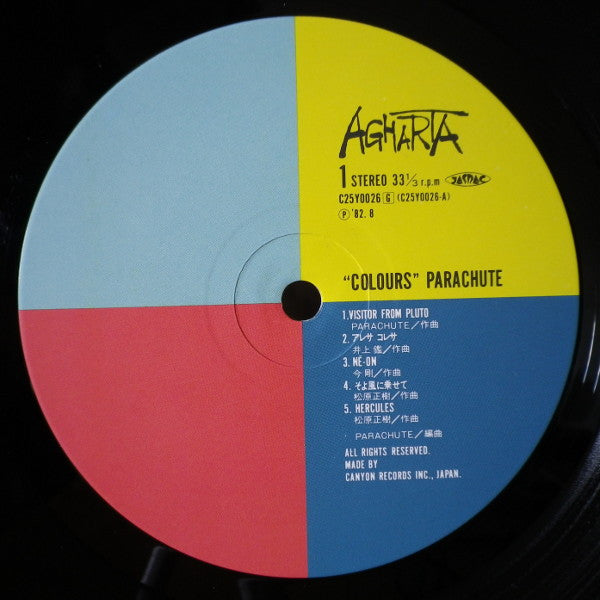 AGHARTA
1 STEREO 33 1/3 r.p.m JASRAC
C25Y0026 G (C25Y0026-A)
Ⓟ '82. 8
"COLOURS" PARACHUTE
1.VISITOR FROM PLUTO
PARACHUTE/作曲
2. アレサ コレサ
井上 鑑/作曲
3. NE-ON
今 剛/作曲
4. そよ風に乗せて
松原正樹/作曲
5. HERCULES
松原正樹/作曲
PARACHUTE/編曲
ALL RIGHTS RESERVED.
MADE BY
CANYON RECORDS INC., JAPAN.